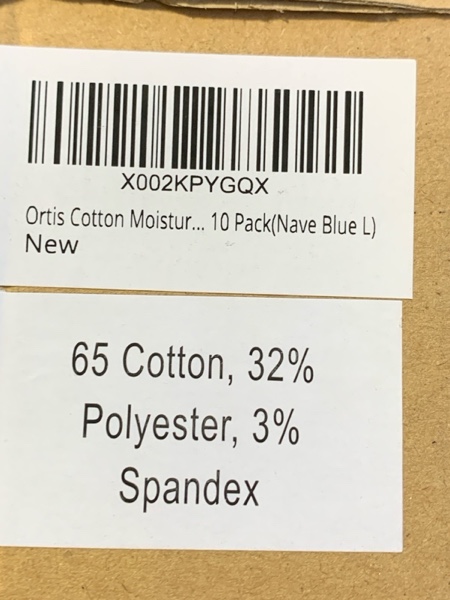 X002KPYGQX
Ortis Cotton Moistur... 10 Pack(Nave Blue L)
New
65 Cotton, 32%
Polyester, 3%
Spandex